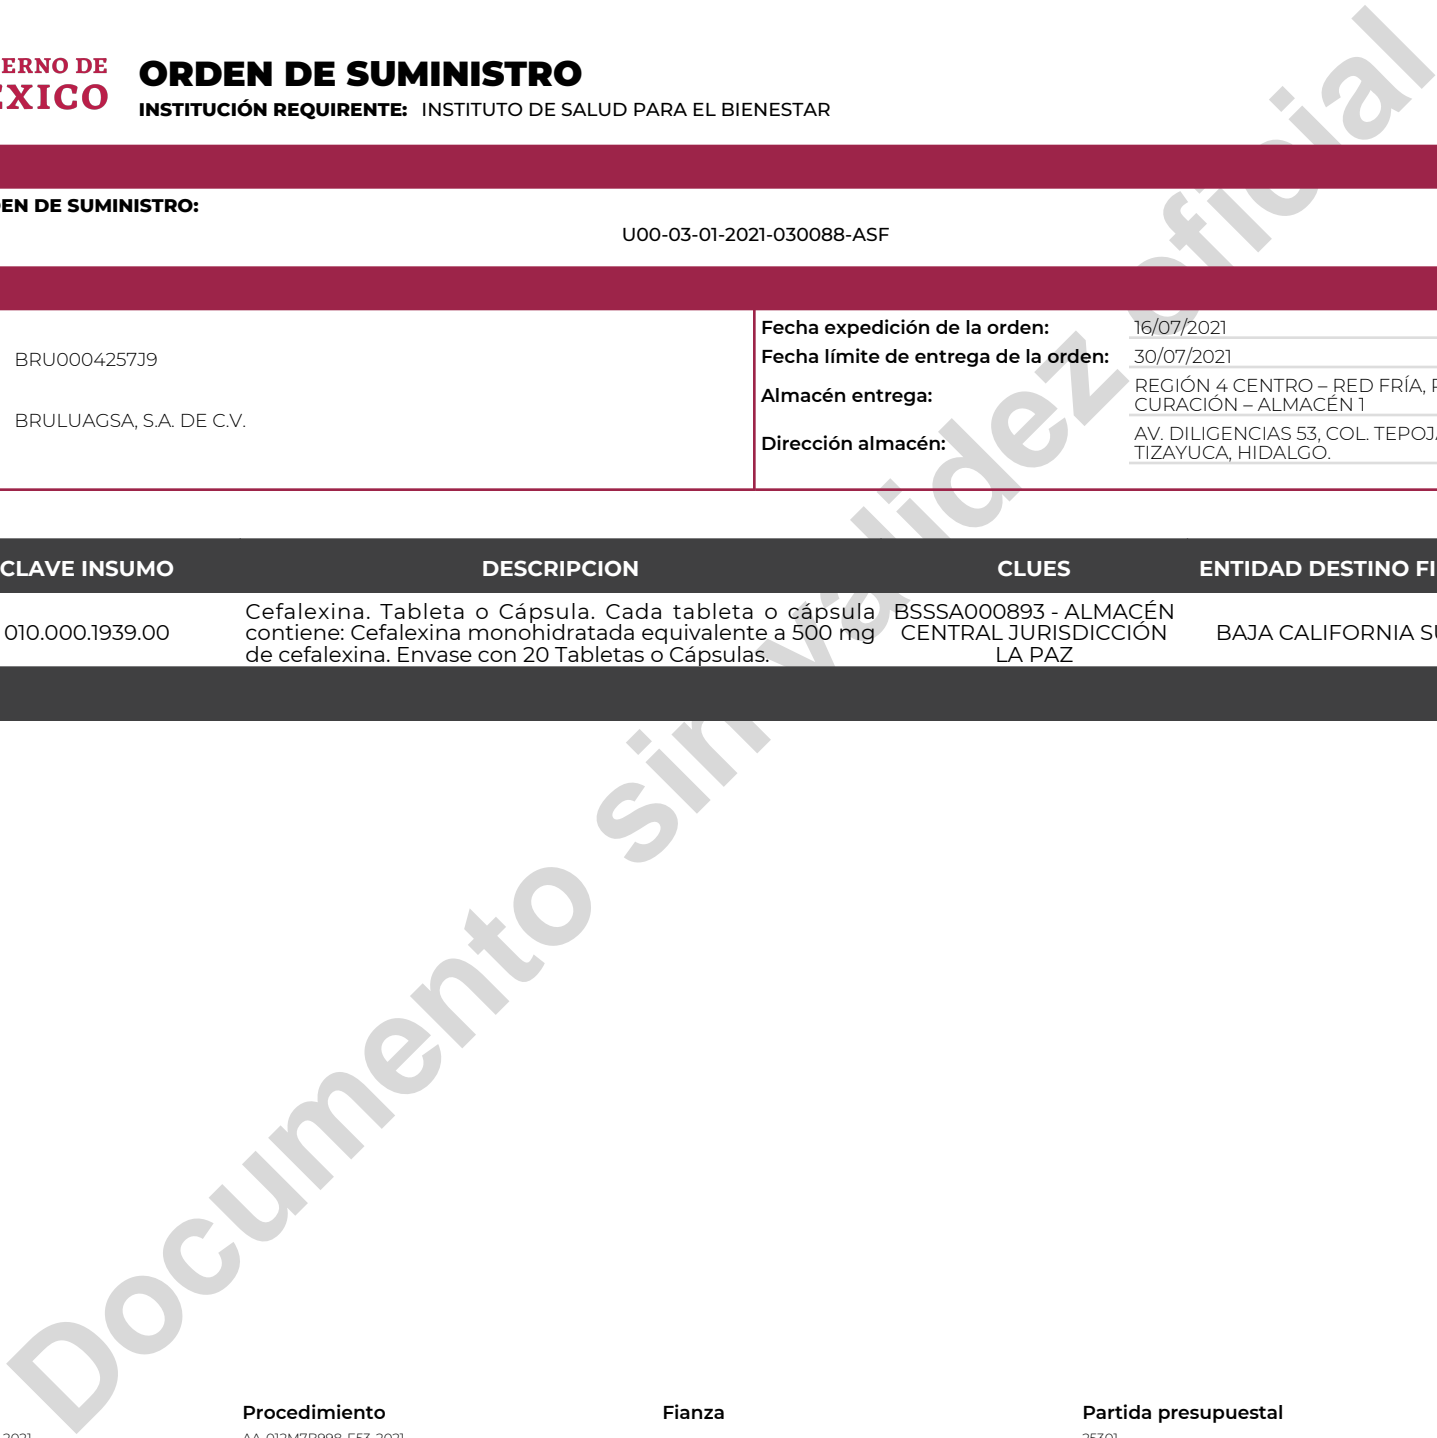 ERNO DE
ORDEN DE SUMINISTRO
INSTITUCIÓN REQUIRENTE: INSTITUTO DE SALUD PARA EL BIENESTAR
EN DE SUMINISTRO:
U00-03-01-2021-030088-ASF
BRU0004257J9
BRULUAGSA, S.A. DE C.V.
Fecha expedición de la orden: 16/07/2021
Fecha límite de entrega de la orden: 30/07/2021
Almacén entrega: REGIÓN 4 CENTRO – RED FRÍA,
CURACIÓN – ALMACÉN 1
Dirección almacén: AV. DILIGENCIAS 53, COL.
TIZAYUCA, HIDALGO.
CLAVE INSUMO DESCRIPCION CLUES ENTIDAD DESTINO
010.000.1939.00
Cefalexina. Tableta o Cápsula. Cada tableta o cápsula
contiene: Cefalexina monohidratada equivalente a 500 mg
de cefalexina. Envase con 20 Tabletas o Cápsulas.
BSSSA000893 - ALMACÉN
CENTRAL JURISDICCIÓN
LA PAZ
BAJA CALIFORNIA
Documento sin validez oficial
Procedimiento Fianza Partida presupuestal